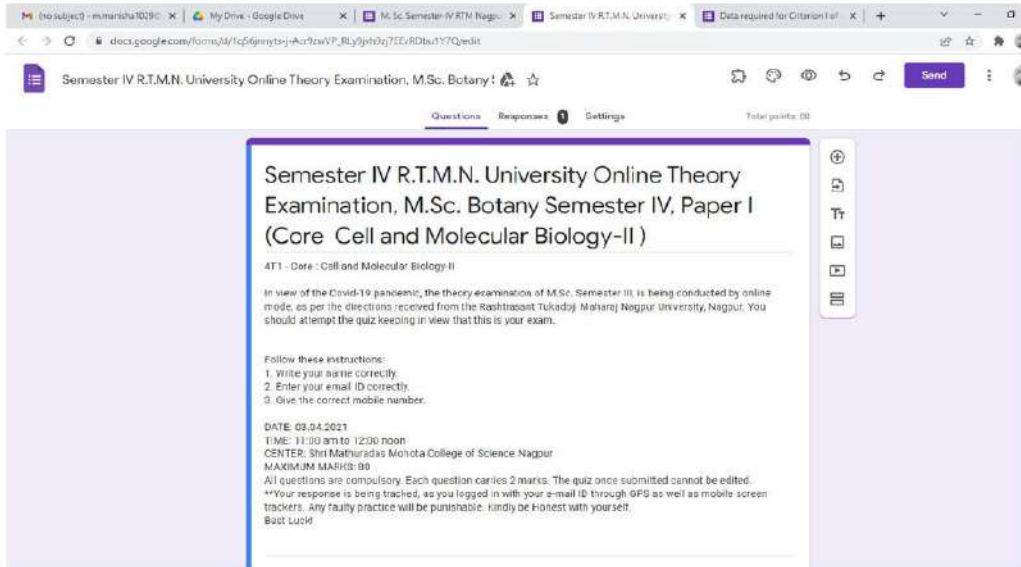 (no subject) - m.manisha1029@ My Drive - Google Drive M. Sc. Semester-IV RTM Nagpu Semester IV R.T.M.N. Universit Data required for Criterion I of
Semester IV R.T.M.N. University Online Theory Examination, M.Sc. Botany
Send
Questions Responses 1 Settings Total points: 80
Semester IV R.T.M.N. University Online Theory
Examination, M.Sc. Botany Semester IV, Paper I
(Core Cell and Molecular Biology-II )
4T1 - Core : Cell and Molecular Biology-II
In view of the Covid-19 pandemic, the theory examination of M.Sc. Semester III, is being conducted by online
mode, as per the directions received from the Rashtrasant Tukadoji Maharaj Nagpur University, Nagpur. You
should attempt the quiz keeping in view that this is your exam.
Follow these instructions:
1. Write your name correctly.
2. Enter your email ID correctly.
3. Give the correct mobile number.
DATE: 03.04.2021
TIME: 11:00 am to 12:00 noon
CENTER: Shri Mathuradas Mohota College of Science Nagpur
MAXIMUM MARKS: 80
All questions are compulsory. Each question carries 2 marks. The quiz once submitted cannot be edited.
**Your response is being tracked, as you logged in with your e-mail ID through GPS as well as mobile screen
trackers. Any faulty practice will be punishable. Kindly be Honest with yourself.
Best Luck!